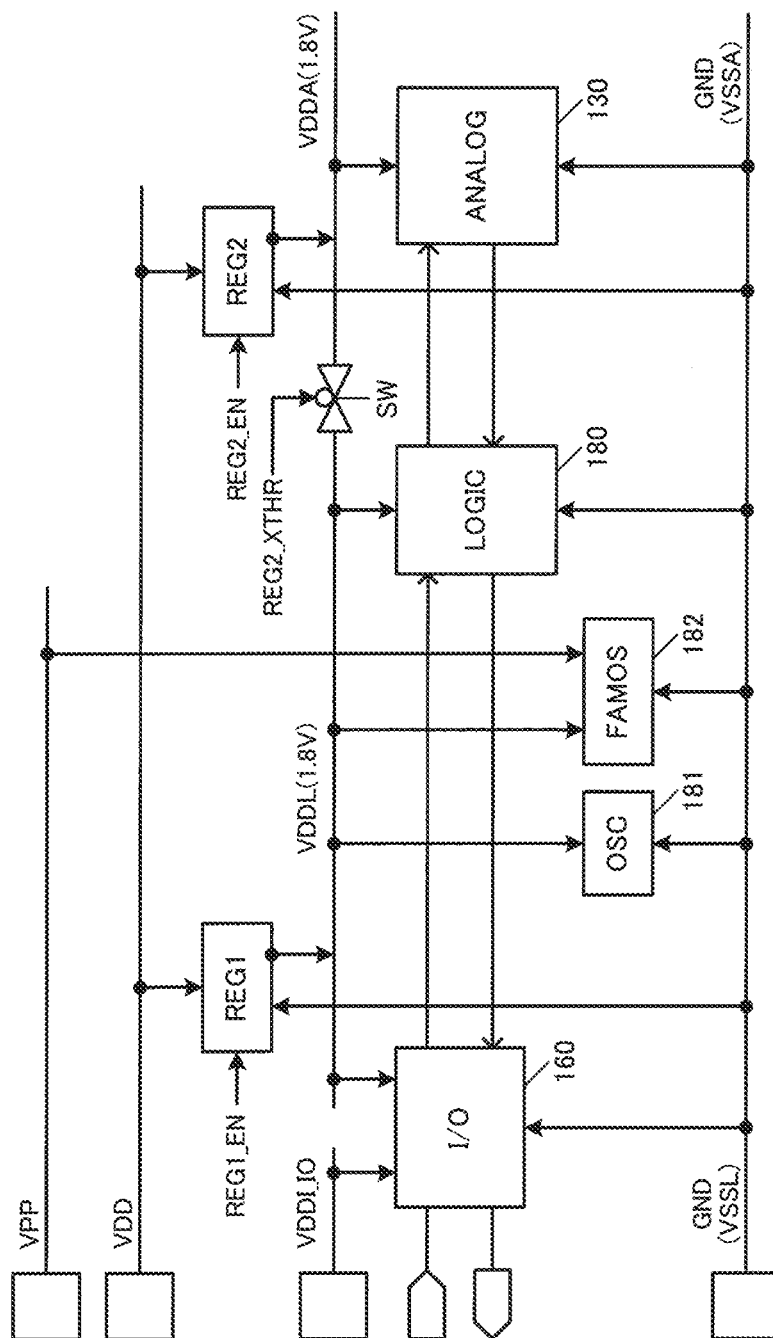 VPP
VDD
REG1_EN
REG1
REG2_EN
REG2
REG2_XTHR
SW
VDDI_IO
VDDL(1.8V)
VDDA(1.8V)
I/O
160
OSC
181
FAMOS
182
LOGIC
180
ANALOG
130
GND
(VSSL)
GND
(VSSA)